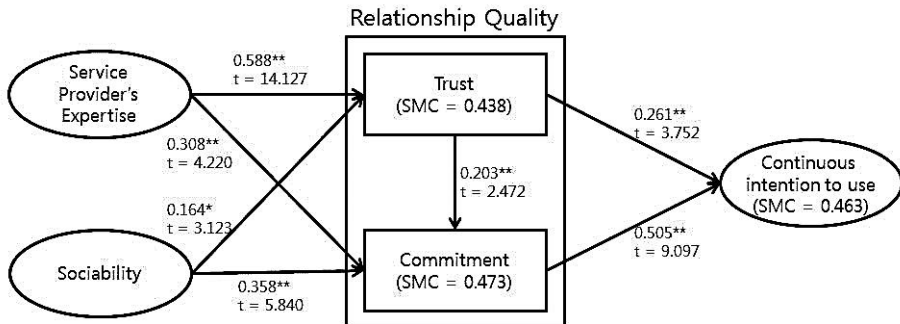 Relationship Quality
Service
Provider's
Expertise
0.588**
t = 14.127
Trust
(SMC = 0.438)
0.261**
t = 3.752
0.308**
t = 4.220
0.203**
t = 2.472
Continuous
intention to use
(SMC = 0.463)
0.164*
t = 3.123
Sociability
0.358**
t = 5.840
Commitment
(SMC = 0.473)
0.505**
t = 9.097